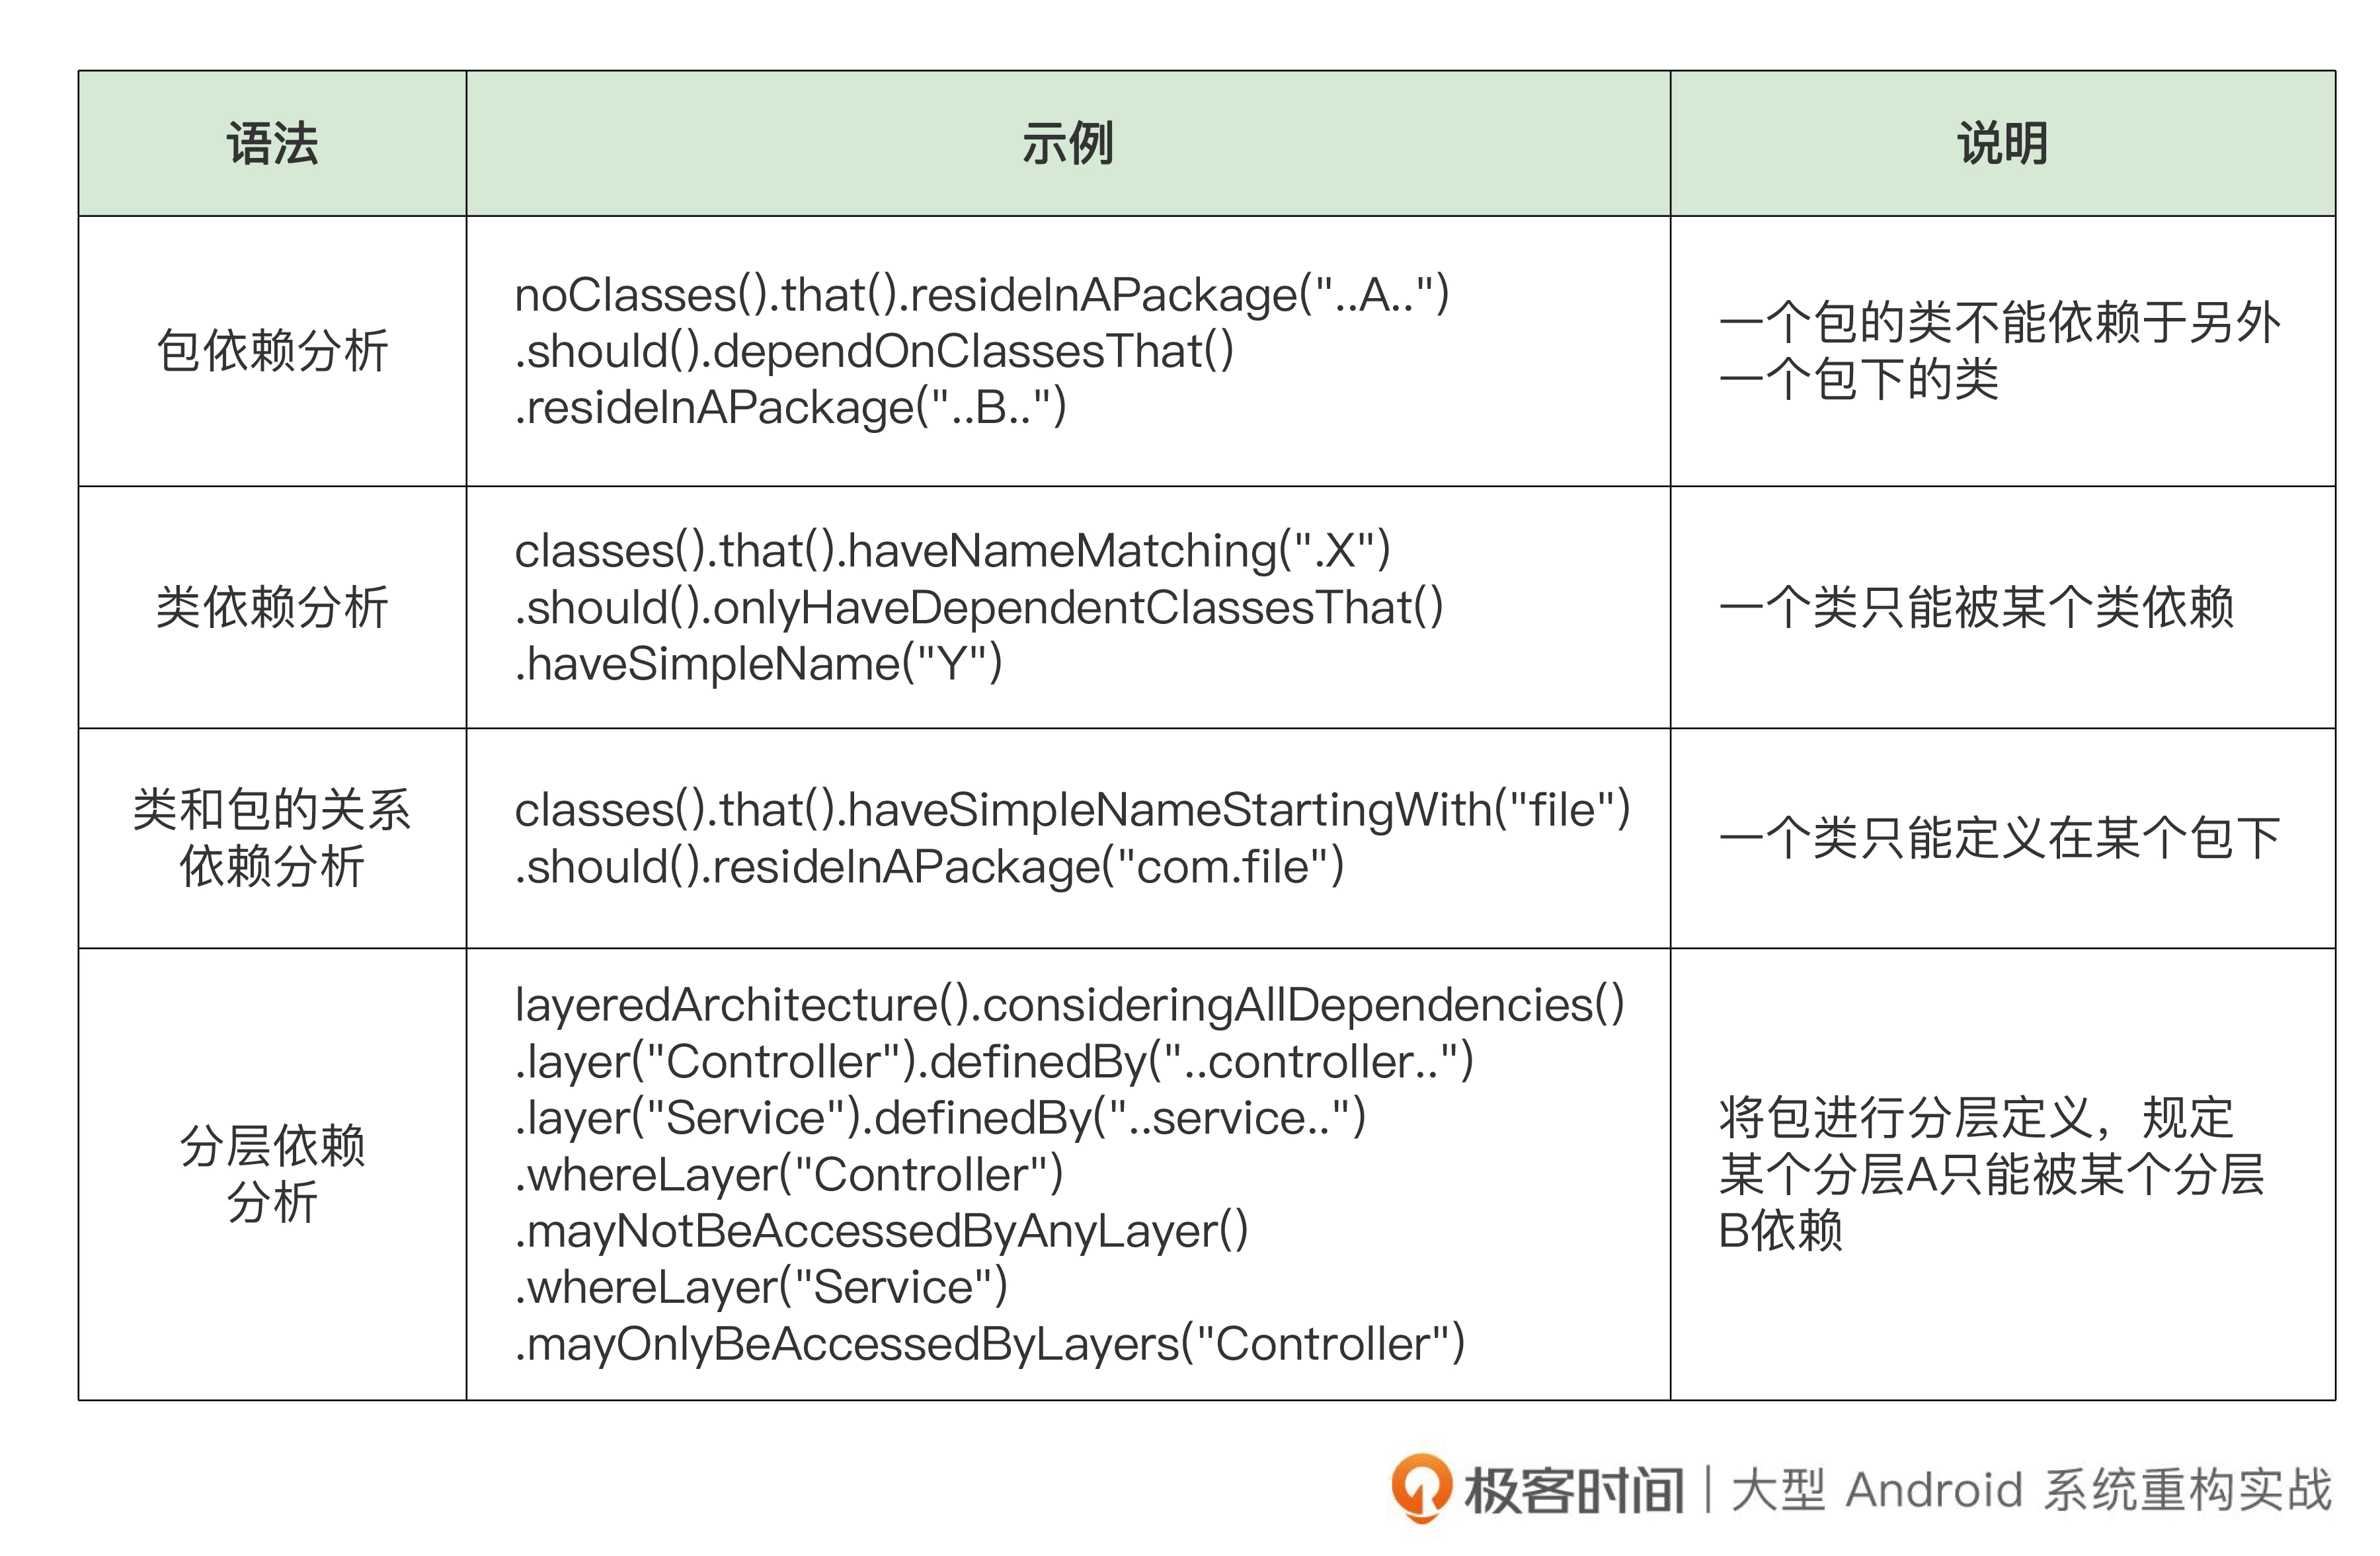 语法
示例
说明
包依赖分析
noClasses().that().resideInAPackage("..A..")
.should().dependOnClassesThat()
.resideInAPackage("..B..")
一个包的类不能依赖于另外
一个包下的类
类依赖分析
classes().that().haveNameMatching(".X")
.should().onlyHaveDependentClassesThat()
.haveSimpleName("Y")
一个类只能被某个类依赖
类和包的关系
依赖分析
classes().that().haveSimpleNameStartingWith("file")
.should().resideInAPackage("com.file")
一个类只能定义在某个包下
分层依赖
分析
layeredArchitecture().consideringAllDependencies()
.layer("Controller").definedBy("..controller..")
.layer("Service").definedBy("..service..")
.whereLayer("Controller")
.mayNotBeAccessedByAnyLayer()
.whereLayer("Service")
.mayOnlyBeAccessedByLayers("Controller")
将包进行分层定义，规定
某个分层A只能被某个分层
B依赖
极客时间 | 大型 Android 系统重构实战